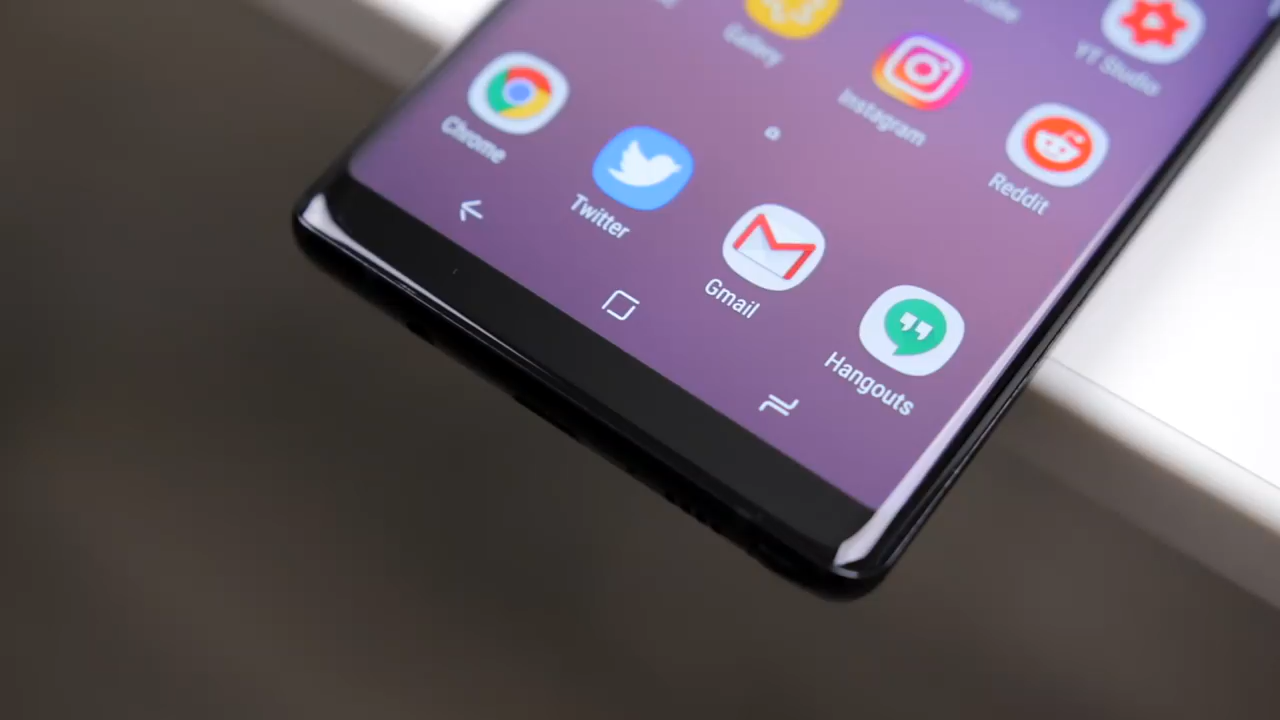 Gallery
Instagram
YT Studio
Chrome
Twitter
Gmail
Hangouts
Reddit